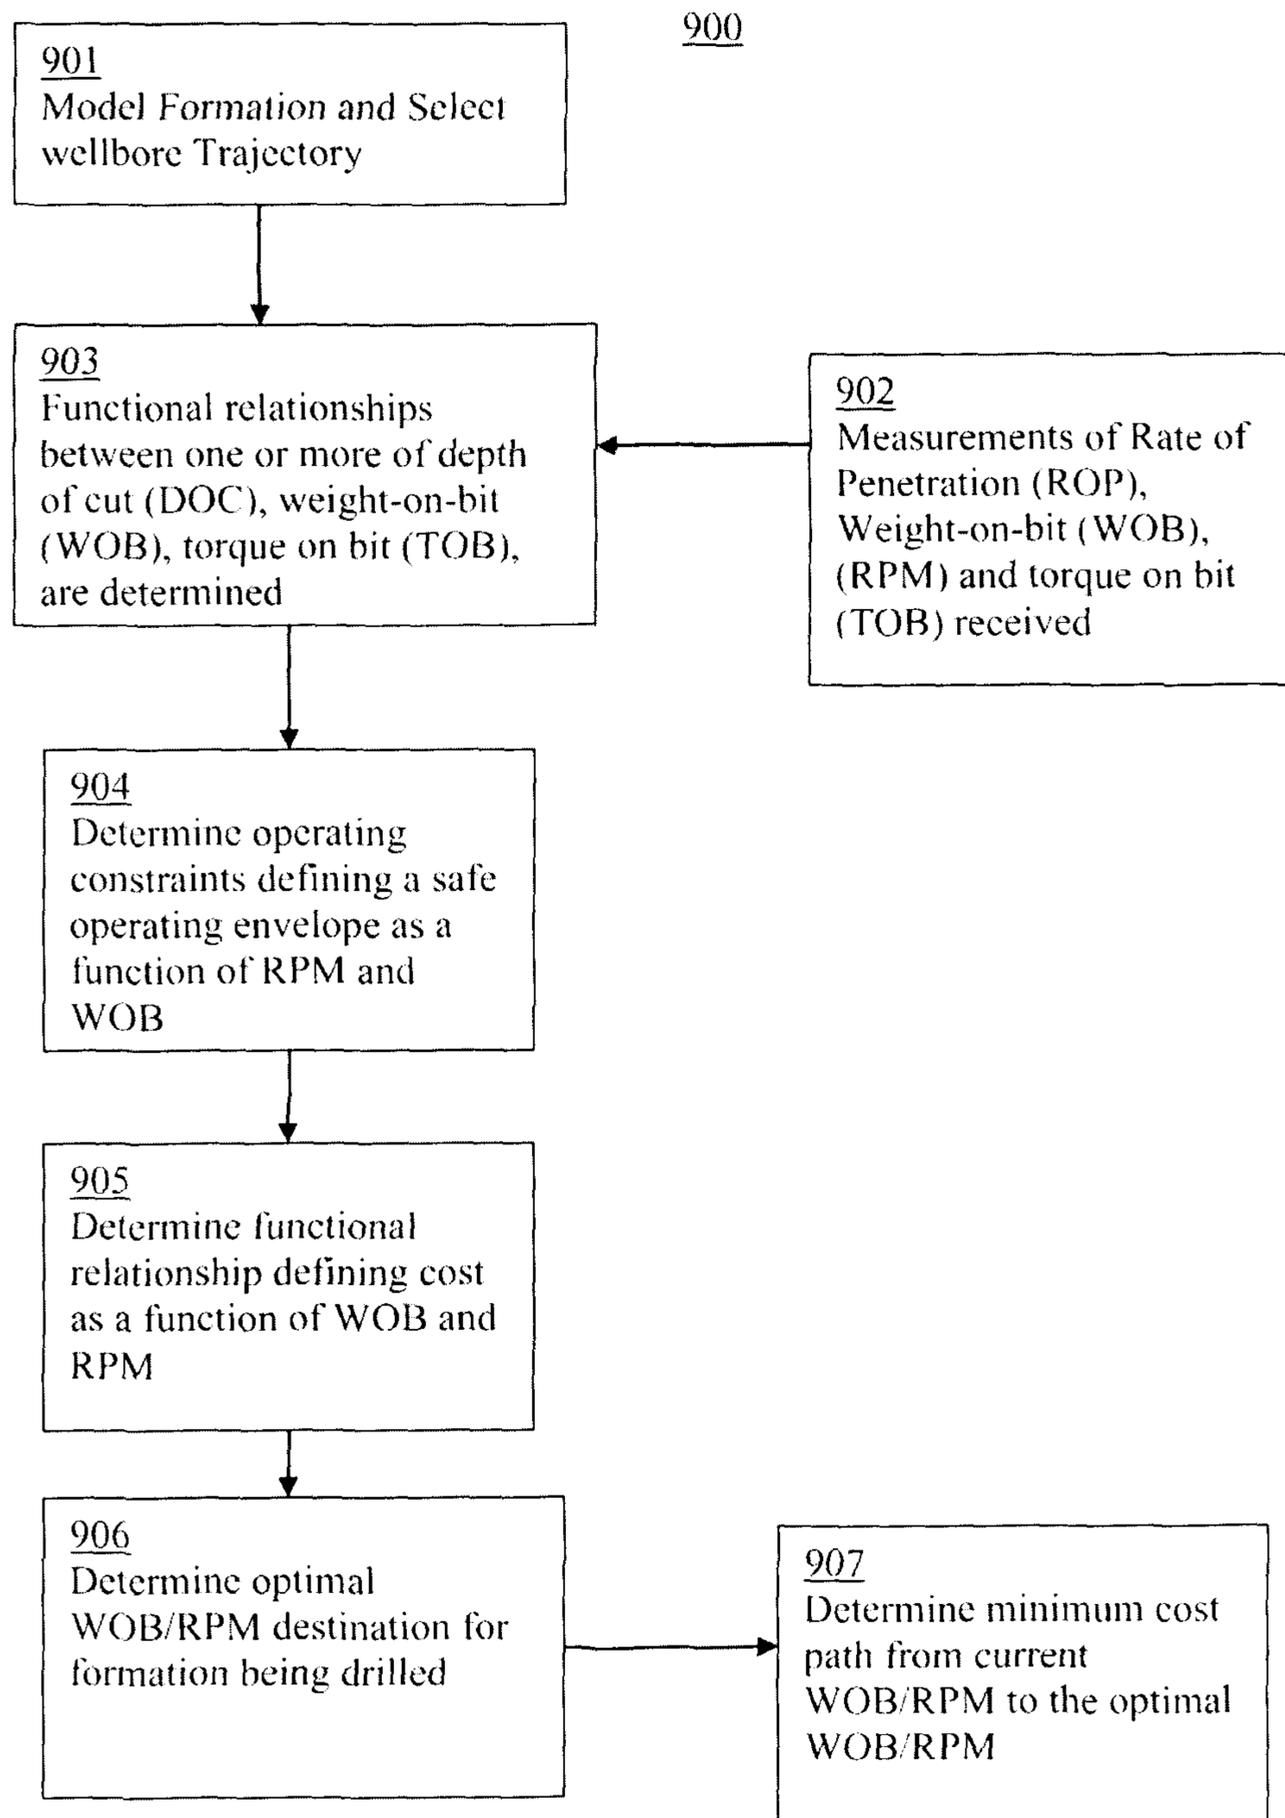 900
901
Model Formation and Select
wellbore Trajectory
903
Functional relationships
between one or more of depth
of cut (DOC), weight-on-bit
(WOB), torque on bit (TOB),
are determined
902
Measurements of Rate of
Penetration (ROP),
Weight-on-bit (WOB),
(RPM) and torque on bit
(TOB) received
904
Determine operating
constraints defining a safe
operating envelope as a
function of RPM and
WOB
905
Determine functional
relationship defining cost
as a function of WOB and
RPM
906
Determine optimal
WOB/RPM destination for
formation being drilled
907
Determine minimum cost
path from current
WOB/RPM to the optimal
WOB/RPM